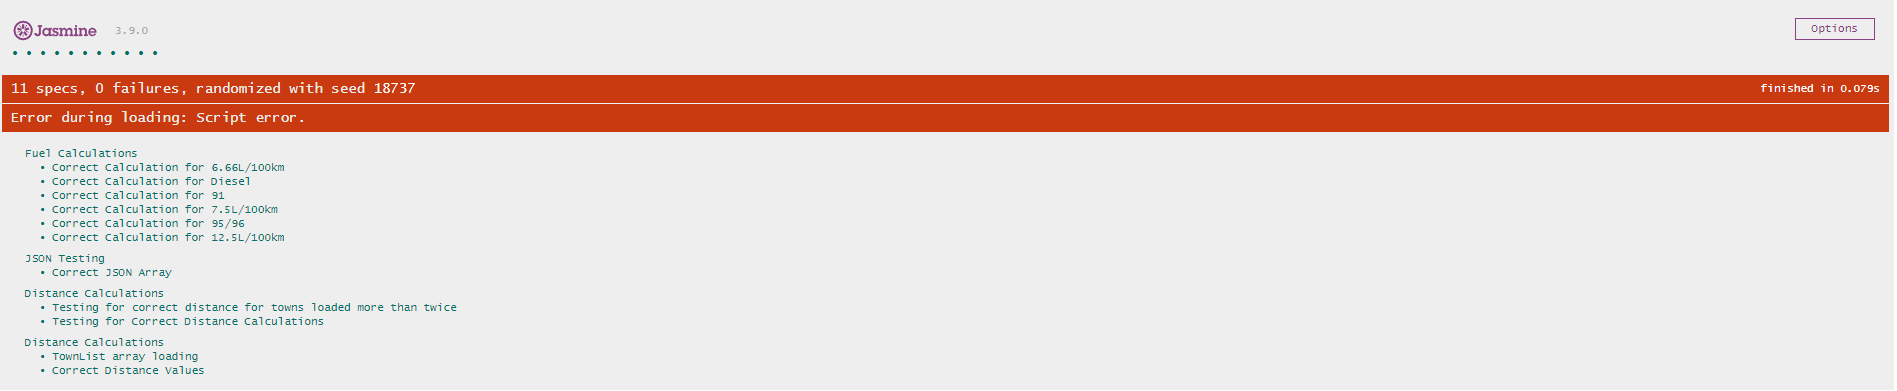 Jasmine 3.9.0 Options
• • • • • • • • • • •
11 specs, 0 failures, randomized with seed 18737 finished in 0.079s
Error during loading: Script error.
Fuel Calculations
• Correct Calculation for 6.66L/100km
• Correct Calculation for Diesel
• Correct Calculation for 91
• Correct Calculation for 7.5L/100km
• Correct Calculation for 95/96
• Correct Calculation for 12.5L/100km
JSON Testing
• Correct JSON Array
Distance Calculations
• Testing for correct distance for towns loaded more than twice
• Testing for Correct Distance Calculations
Distance Calculations
• TownList array loading
• Correct Distance Values